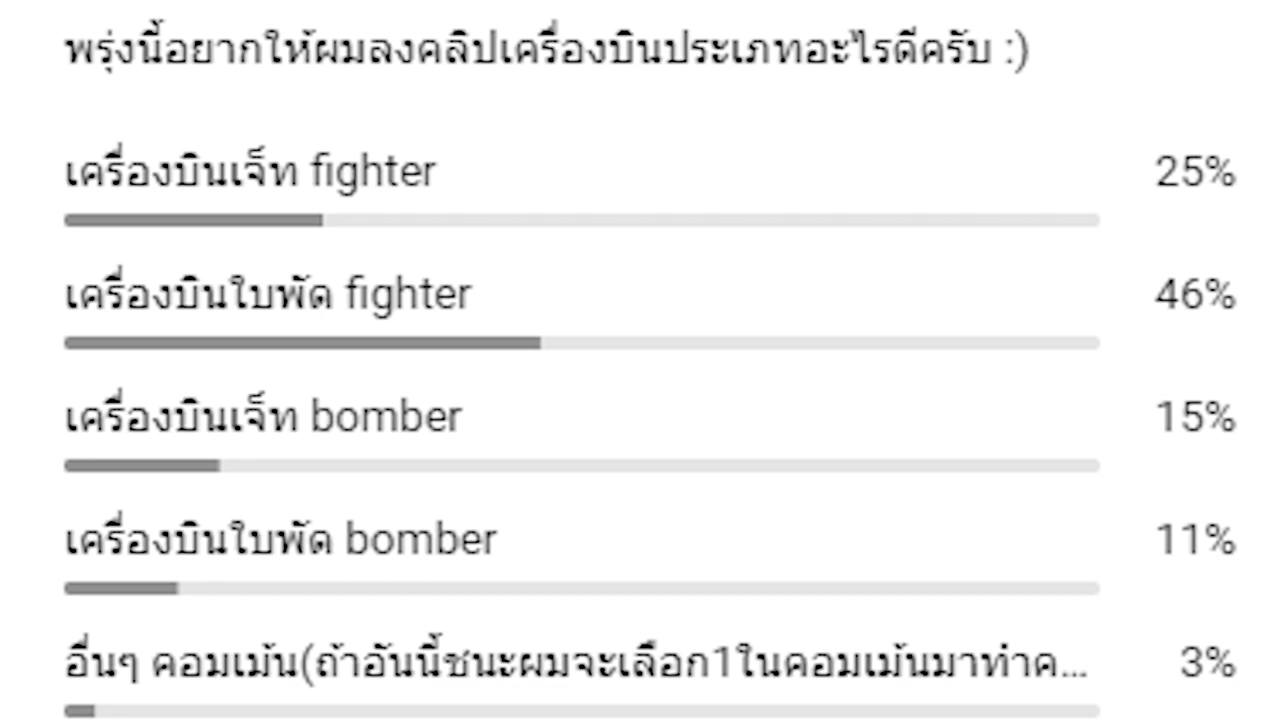 พรุ่งนี้อยากให้ผมลงคลิปเครื่องบินประเภทอะไรดีครับ :)
เครื่องบินเจ็ท fighter 25%
เครื่องบินใบพัด fighter 46%
เครื่องบินเจ็ท bomber 15%
เครื่องบินใบพัด bomber 11%
อื่นๆ คอมเม้น(ถ้าอันนี้ชนะผมจะเลือก1ในคอมเม้นมาทำค... 3%